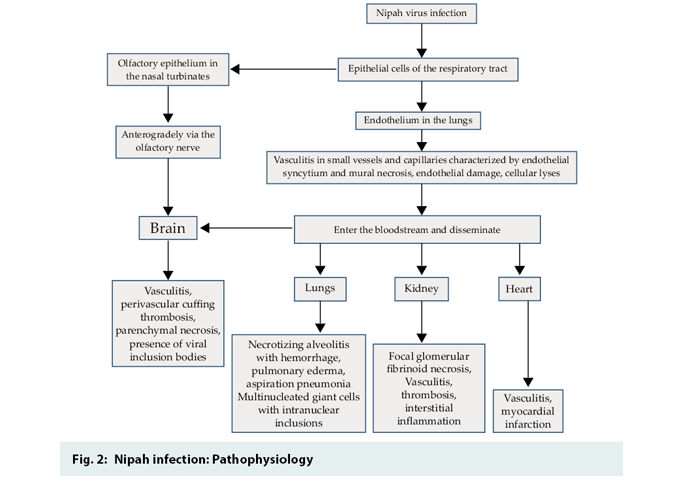 Nipah virus infection
Olfactory epithelium in
the nasal turbinates
Epithelial cells of the respiratory tract
Endothelium in the lungs
Anterogradely via the
olfactory nerve
Vasculitis in small vessels and capillaries characterized by endothelial
syncytium and mural necrosis, endothelial damage, cellular lyses
Brain
Enter the bloodstream and disseminate
Vasculitis,
perivascular cuffing
thrombosis,
parenchymal necrosis,
presence of viral
inclusion bodies
Lungs
Kidney
Heart
Necrotizing alveolitis
with hemorrhage,
pulmonary ederma,
aspiration pneumonia
Multinucleated giant cells
with intranuclear
inclusions
Focal glomerular
fibrinoid necrosis,
Vasculitis,
thrombosis,
interstitial
inflammation
Vasculitis,
myocardial
infarction
Fig. 2: Nipah infection: Pathophysiology